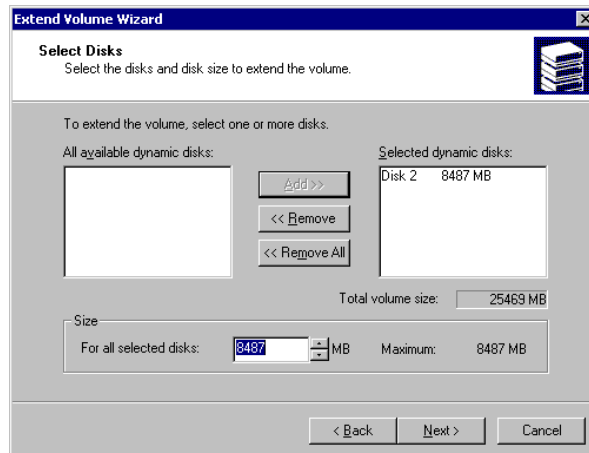 Extend Volume Wizard
Select Disks
Select the disks and disk size to extend the volume.
To extend the volume, select one or more disks.
All available dynamic disks:
Selected dynamic disks:
Disk 2 8487 MB
Add >>
<< Remove
<< Remove All
Total volume size: 25469 MB
Size
For all selected disks: 8487 MB Maximum: 8487 MB
< Back Next > Cancel